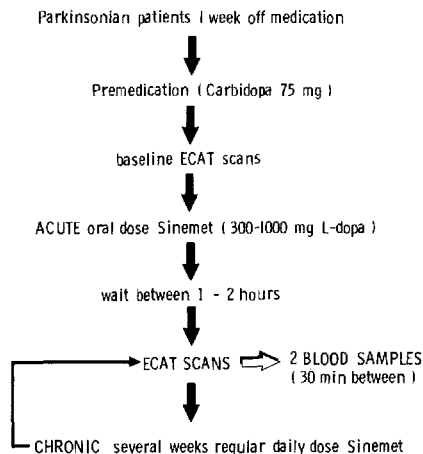 Parkinsonian patients 1 week off medication
Premedication (Carbidopa 75 mg)
baseline ECAT scans
ACUTE oral dose Sinemet (300-1000 mg L-dopa)
wait between 1 - 2 hours
ECAT SCANS
2 BLOOD SAMPLES
(30 min between)
CHRONIC several weeks regular daily dose Sinemet